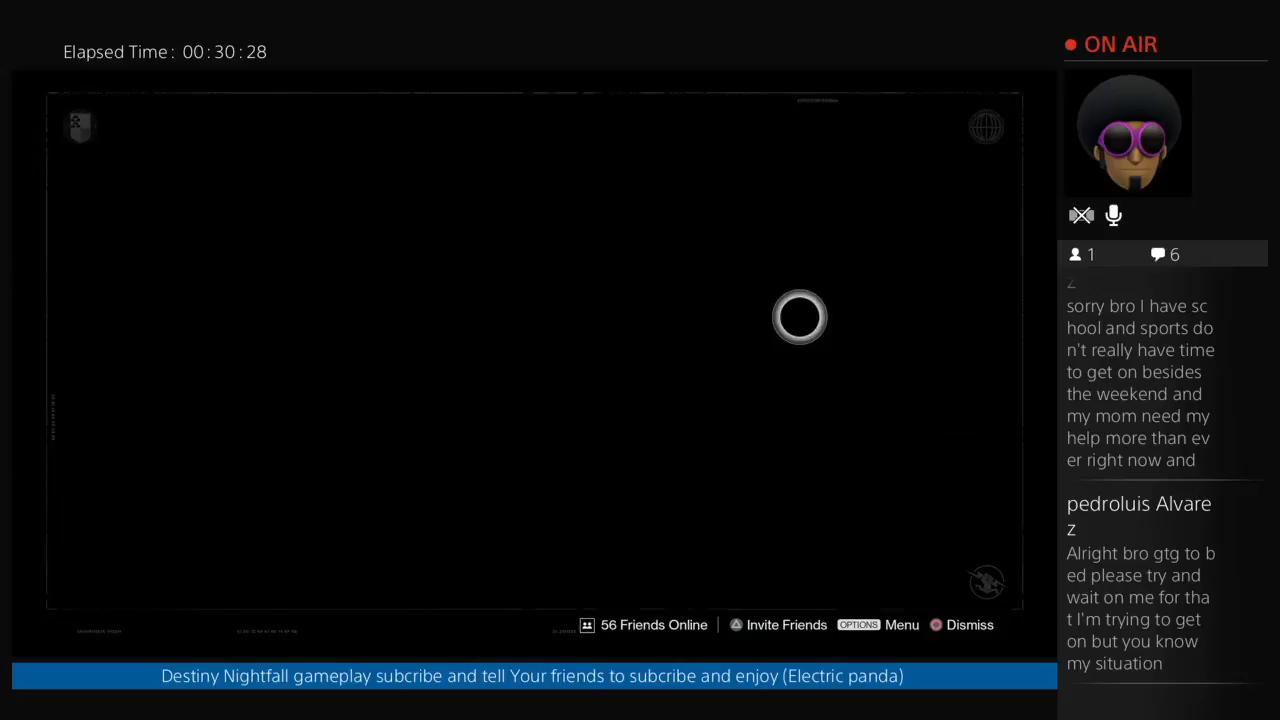 Elapsed Time: 00:30:28
ON AIR
1 6
z
sorry bro I have sc
hool and sports do
n't really have time
to get on besides
the weekend and
my mom need my
help more than ev
er right now and
pedroluis Alvare
z
Alright bro gtg to b
ed please try and
wait on me for tha
t I'm trying to get
on but you know
my situation
56 Friends Online Invite Friends OPTIONS Menu Dismiss
Destiny Nightfall gameplay subcribe and tell Your friends to subcribe and enjoy (Electric panda)